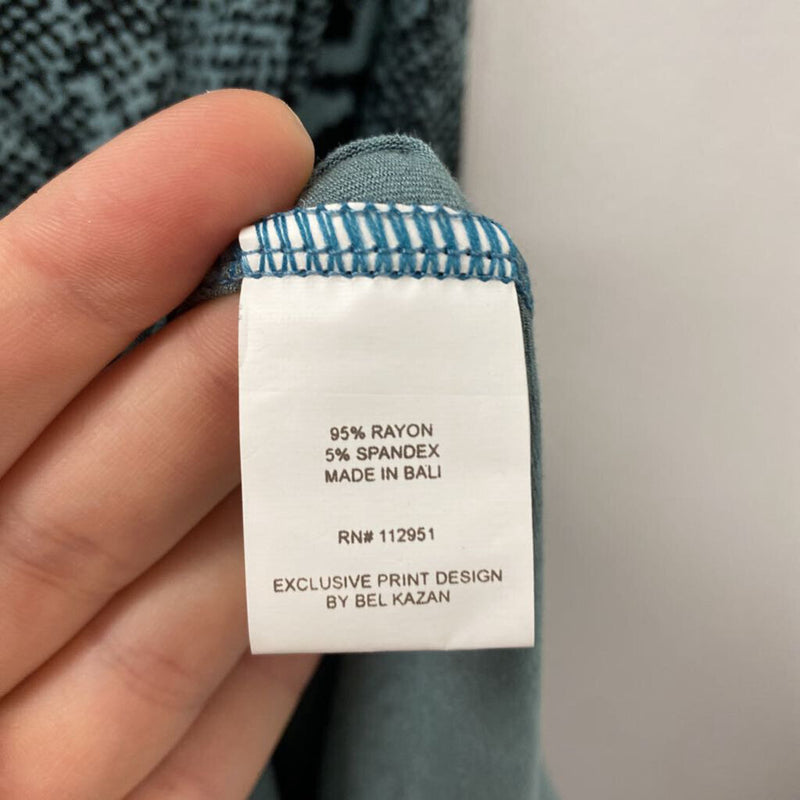 95% RAYON
5% SPANDEX
MADE IN BALI
RN# 112951
EXCLUSIVE PRINT DESIGN
BY BEL KAZAN